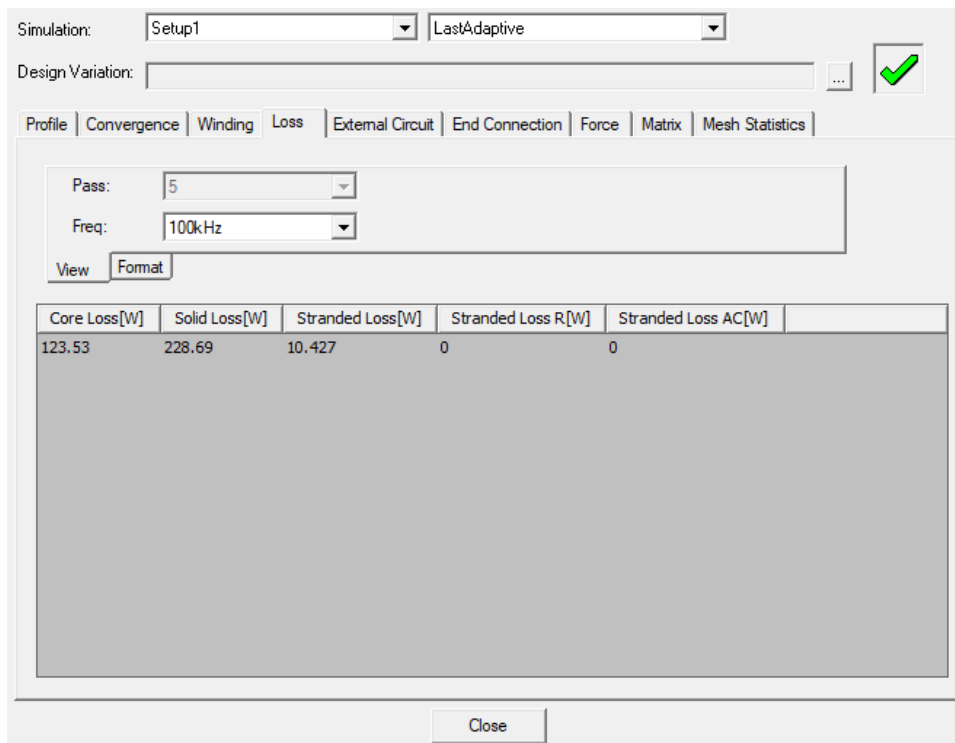 Simulation: Setup1 LastAdaptive
Design Variation: ...
Profile Convergence Winding Loss External Circuit End Connection Force Matrix Mesh Statistics
Pass: 5
Freq: 100kHz
View Format
Core Loss[W] Solid Loss[W] Stranded Loss[W] Stranded Loss R[W] Stranded Loss AC[W]
123.53 228.69 10.427 0 0
Close